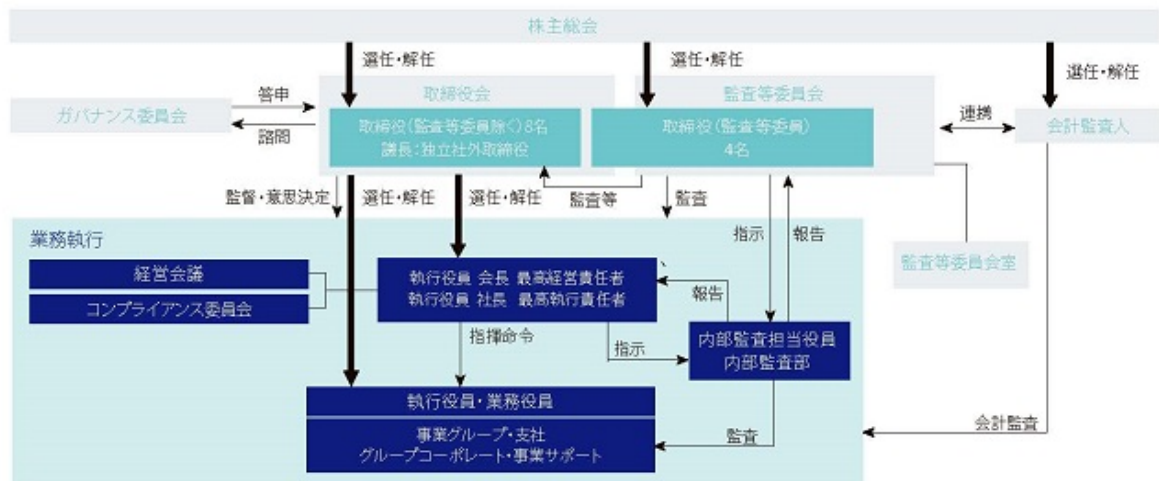 株主総会
選任・解任
選任・解任
選任・解任
ガバナンス委員会
答申
諮問
取締役会
取締役(監査等委員除く)8名
議長:独立社外取締役
監査等委員会
取締役(監査等委員)
4名
連携
会計監査人
監督・意思決定
選任・解任
選任・解任
監査等
監査
指示
報告
監査等委員会室
業務執行
経営会議
コンプライアンス委員会
執行役員 会長 最高経営責任者
執行役員 社長 最高執行責任者
報告
指揮命令
指示
内部監査担当役員
内部監査部
執行役員・業務役員
事業グループ・支社
グループコーポレート・事業サポート
監査
会計監査